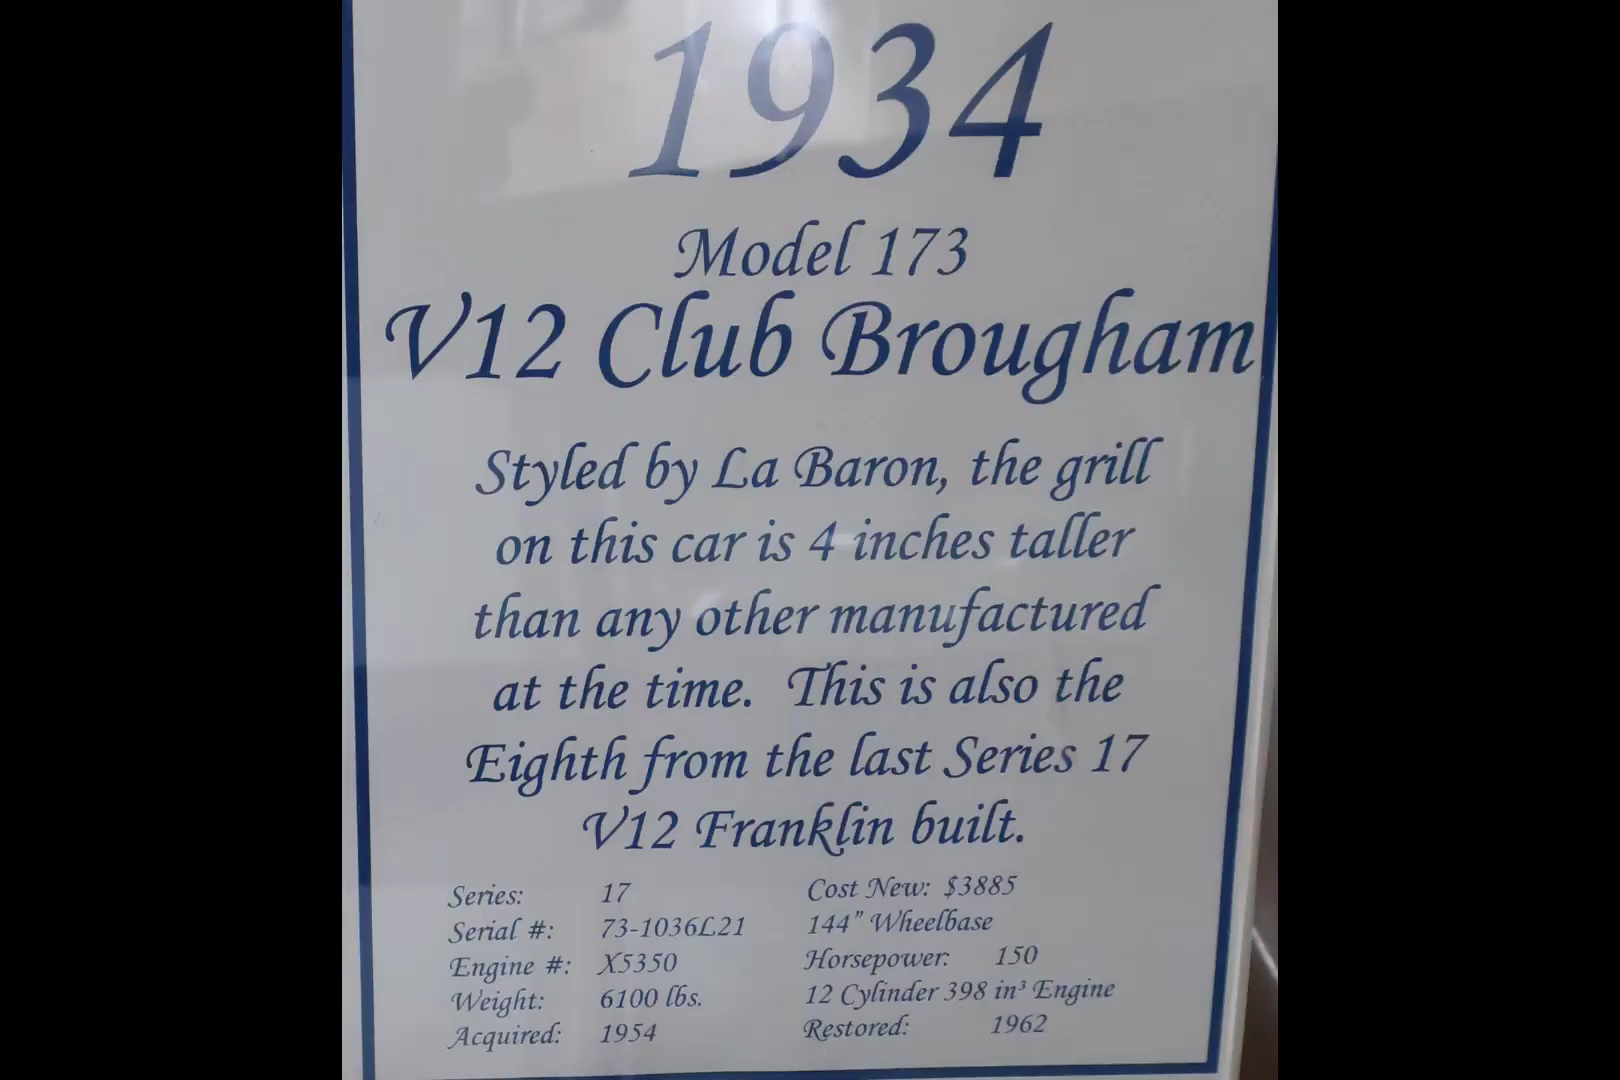 1934
Model 173
V12 Club Brougham
Styled by La Baron, the grill
on this car is 4 inches taller
than any other manufactured
at the time. This is also the
Eighth from the last Series 17
V12 Franklin built.
Series: 17 Cost New: $3885
Serial #: 73-1036L21 144” Wheelbase
Engine #: X5350 Horsepower: 150
Weight: 6100 lbs. 12 Cylinder 398 in³ Engine
Acquired: 1954 Restored: 1962